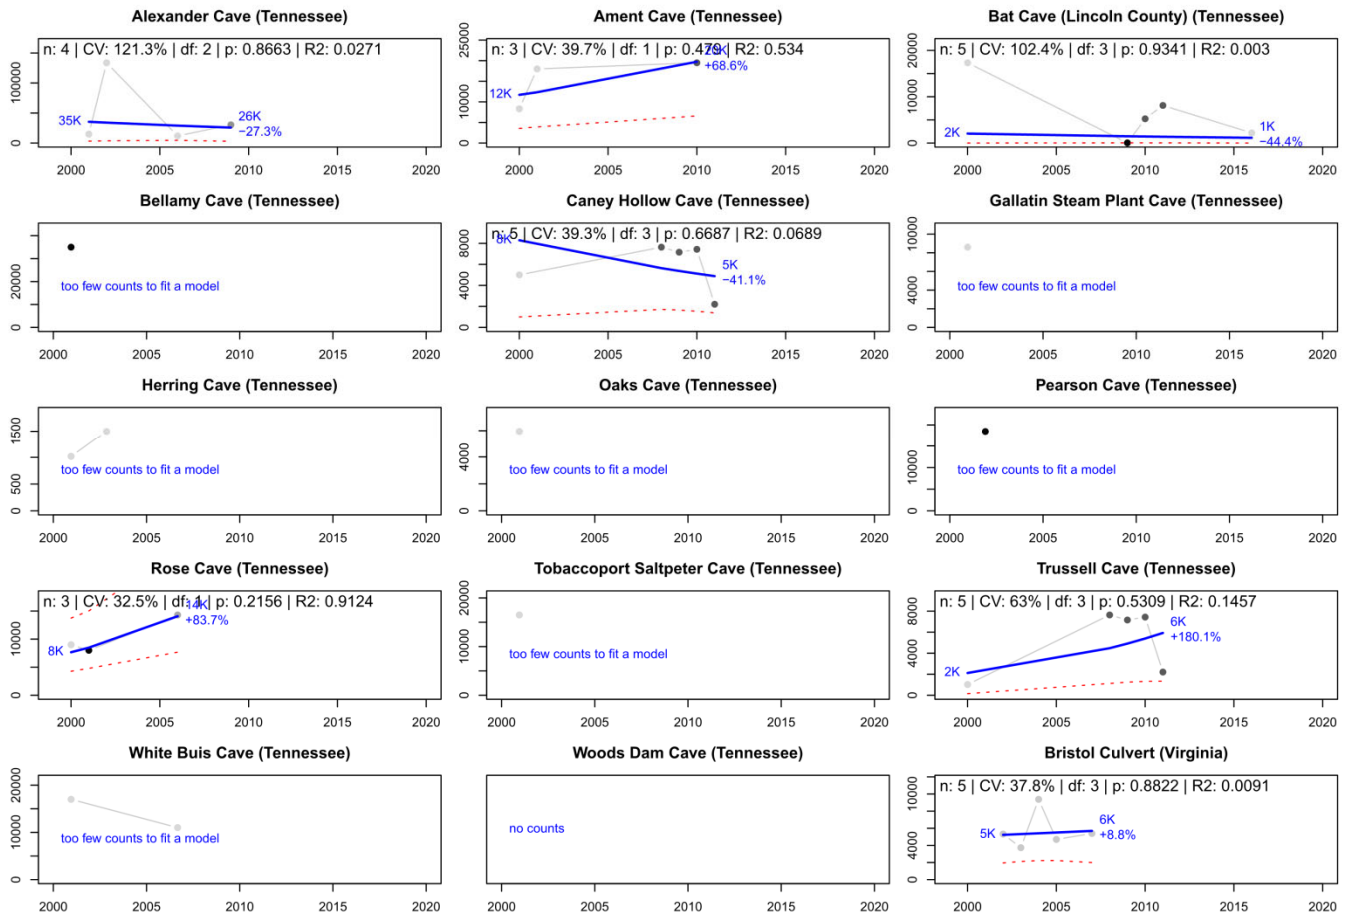 Alexander Cave (Tennessee)
n: 4 | CV: 121.3% | df: 2 | p: 0.8663 | R2: 0.0271
35K
26K
−27.3%
0
10000
2000 2005 2010 2015 2020
Ament Cave (Tennessee)
n: 3 | CV: 39.7% | df: 1 | p: 0.479 | R2: 0.534
12K
+68.6%
0
10000
25000
2000 2005 2010 2015 2020
Bat Cave (Lincoln County) (Tennessee)
n: 5 | CV: 102.4% | df: 3 | p: 0.9341 | R2: 0.003
2K
1K
−44.4%
0
10000
20000
2000 2005 2010 2015 2020
Bellamy Cave (Tennessee)
too few counts to fit a model
0
20000
2000 2005 2010 2015 2020
Caney Hollow Cave (Tennessee)
n: 5 | CV: 39.3% | df: 3 | p: 0.6687 | R2: 0.0689
8K
5K
−41.1%
0
4000
8000
2000 2005 2010 2015 2020
Gallatin Steam Plant Cave (Tennessee)
too few counts to fit a model
0
4000
10000
2000 2005 2010 2015 2020
Herring Cave (Tennessee)
too few counts to fit a model
0
500
1500
2000 2005 2010 2015 2020
Oaks Cave (Tennessee)
too few counts to fit a model
0
4000
2000 2005 2010 2015 2020
Pearson Cave (Tennessee)
too few counts to fit a model
0
10000
2000 2005 2010 2015 2020
Rose Cave (Tennessee)
n: 3 | CV: 32.5% | df: 1 | p: 0.2156 | R2: 0.9124
8K
14K
+83.7%
0
10000
2000 2005 2010 2015 2020
Tobaccoport Saltpeter Cave (Tennessee)
too few counts to fit a model
0
10000
20000
2000 2005 2010 2015 2020
Trussell Cave (Tennessee)
n: 5 | CV: 63% | df: 3 | p: 0.5309 | R2: 0.1457
2K
6K
+180.1%
0
4000
8000
2000 2005 2010 2015 2020
White Buis Cave (Tennessee)
too few counts to fit a model
0
10000
20000
2000 2005 2010 2015 2020
Woods Dam Cave (Tennessee)
no counts
2000 2005 2010 2015 2020
Bristol Culvert (Virginia)
n: 5 | CV: 37.8% | df: 3 | p: 0.8822 | R2: 0.0091
5K
6K
+8.8%
0
4000
10000
2000 2005 2010 2015 2020